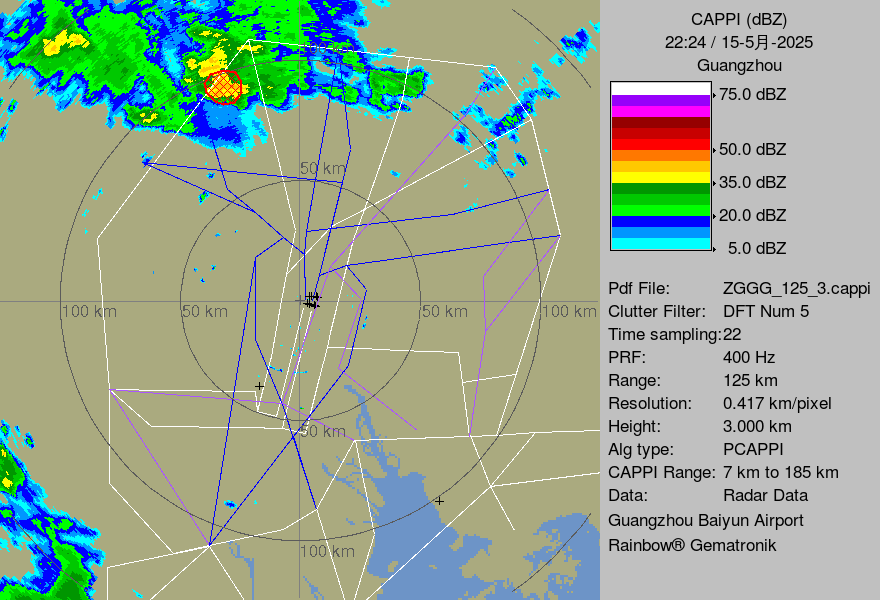 CAPPI (dBZ)
22:24 / 15-5月-2025
Guangzhou
75.0 dBZ
50.0 dBZ
35.0 dBZ
20.0 dBZ
5.0 dBZ
50 km
100 km
50 km
50 km
100 km
50 km
100 km
Pdf File: ZGGG_125_3.cappi
Clutter Filter: DFT Num 5
Time sampling:22
PRF: 400 Hz
Range: 125 km
Resolution: 0.417 km/pixel
Height: 3.000 km
Alg type: PCAPPI
CAPPI Range: 7 km to 185 km
Data: Radar Data
Guangzhou Baiyun Airport
Rainbow® Gematronik